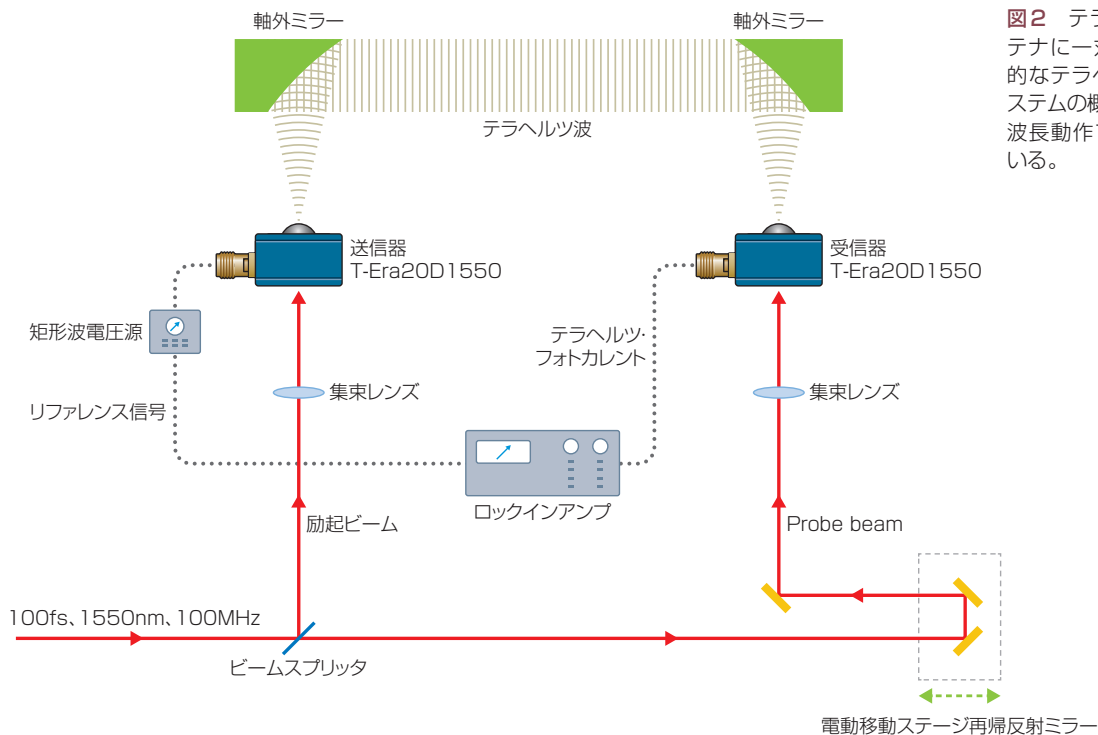 軸外ミラー
軸外ミラー
図2 テラ
テナに一
的なテラ
ステムの
波長動作
いる。
テラヘルツ波
送信器
T-Era20D1550
受信器
T-Era20D1550
矩形波電圧源
テラヘルツ・
フォトカレント
リファレンス信号
集束レンズ
集束レンズ
ロックインアンプ
励起ビーム
Probe beam
100fs、1550nm、100MHz
ビームスプリッタ
電動移動ステージ再帰反射ミラー